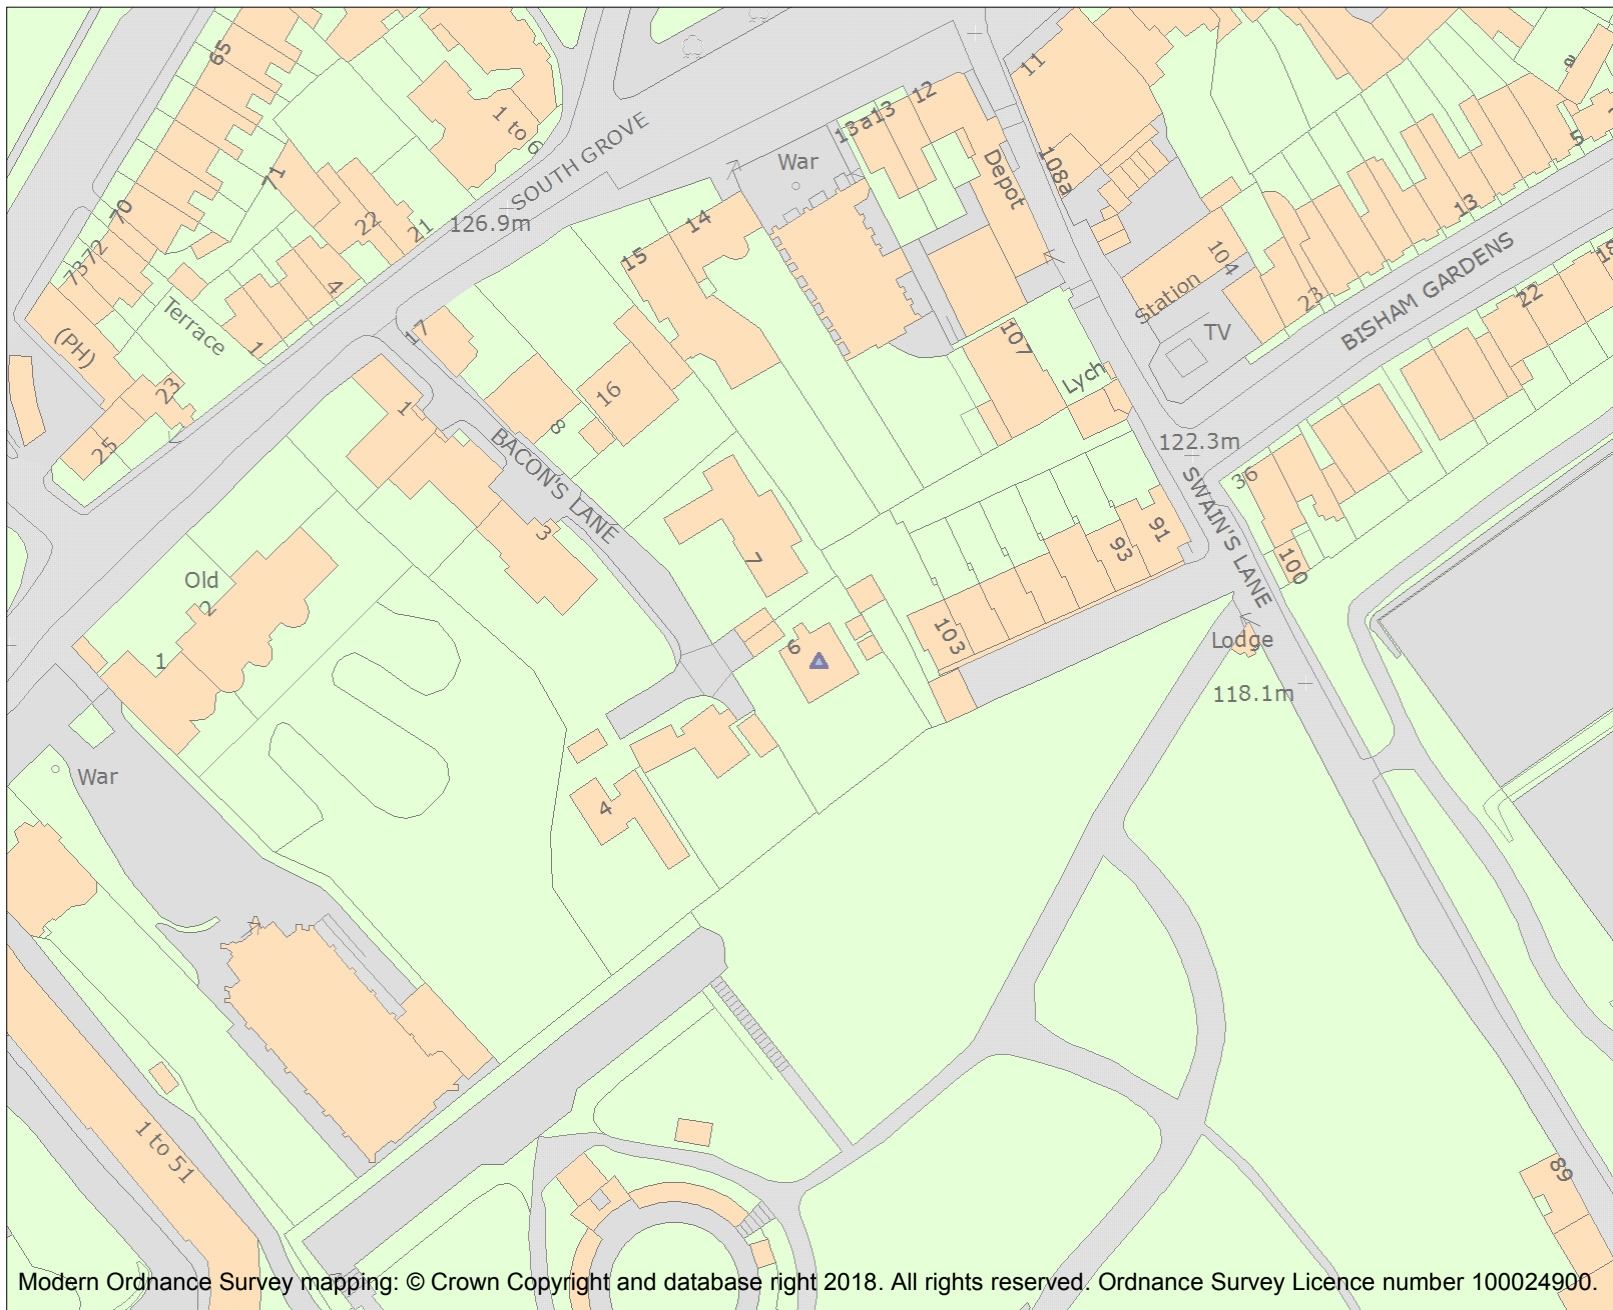 65
1 to 6
SOUTH GROVE
126.9m
71
70
72
73
22
21
4
Terrace
1
(PH)
23
25
War
13a
13
12
11
108a
Depot
14
15
104
Station
TV
23
13
5
9
BISHAM GARDENS
22
18
17
16
8
1
BACON'S LANE
3
107
Lych
122.3m
36
SWAIN'S LANE
100
91
93
103
7
6
Lodge
118.1m
Old
2
1
War
4
1 to 51
89
Modern Ordnance Survey mapping: © Crown Copyright and database right 2018. All rights reserved. Ordnance Survey Licence number 100024900.